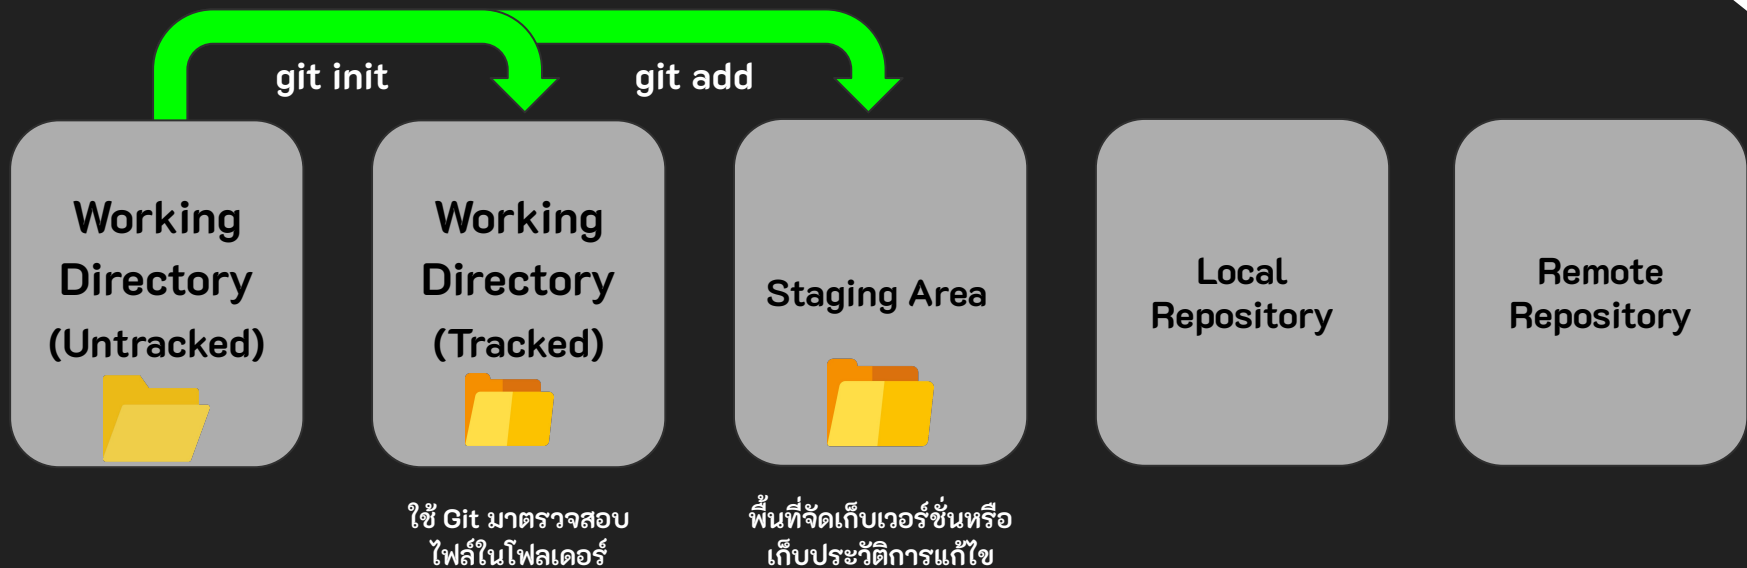 git init
git add
Working
Directory
(Untracked)
Working
Directory
(Tracked)
Staging Area
Local
Repository
Remote
Repository
ใช้ Git มาตรวจสอบ
ไฟล์ในโฟลเดอร์
พื้นที่จัดเก็บเวอร์ชั่นหรือ
เก็บประวัติการแก้ไข